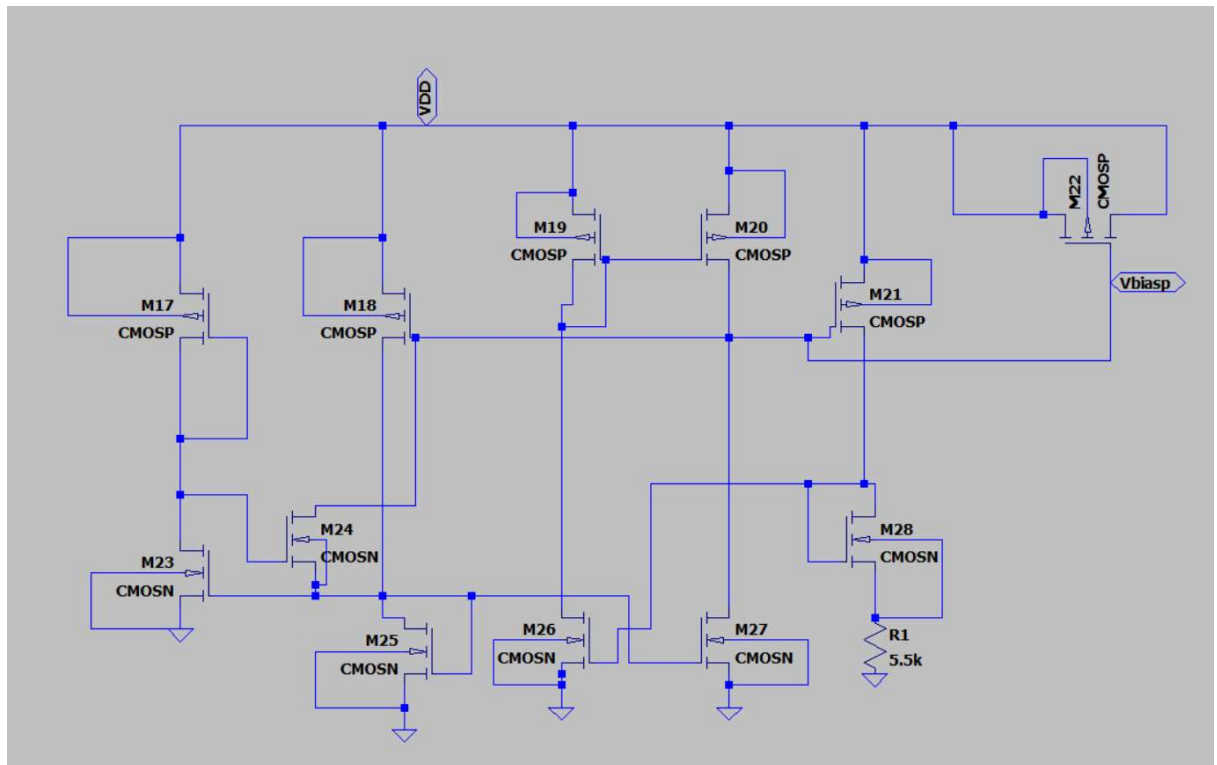 VDD
M22
CMOSP
M19
CMOSP
M20
CMOSP
Vbiasp
M17
CMOSP
M18
CMOSP
M21
CMOSP
M24
CMOSN
M28
CMOSN
M23
CMOSN
M25
CMOSN
M26
CMOSN
M27
CMOSN
R1
5.5k